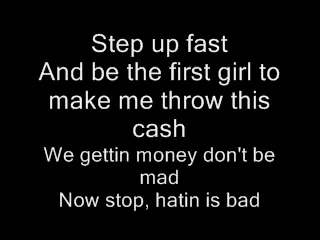 Step up fast
And be the first girl to
make me throw this
cash
We gettin money don't be
mad
Now stop, hatin is bad